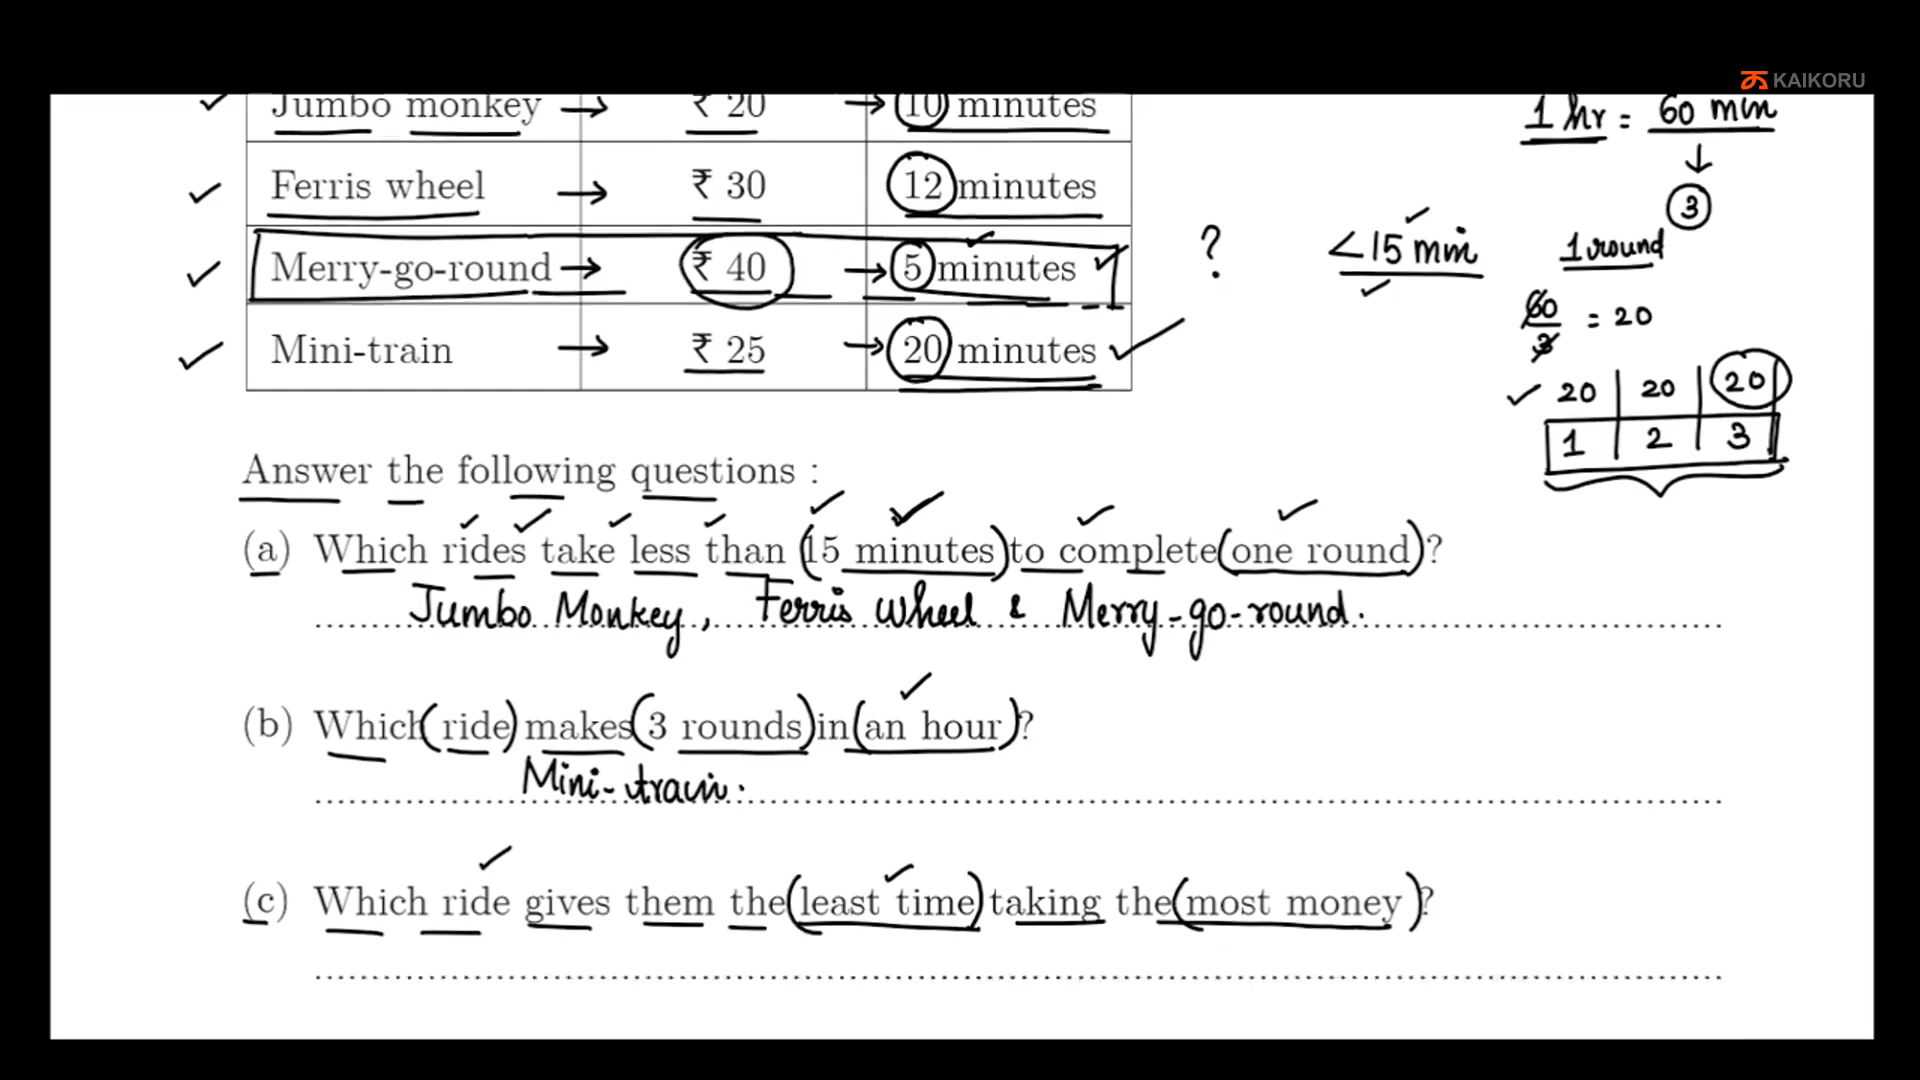 KAIKORU
Jumbo monkey → ₹ 20 → 10 minutes
1 hr = 60 min
↓
3
Ferris wheel → ₹ 30 12 minutes
Merry-go-round → ₹ 40 → 5 minutes ?
<15 min 1 round
60/3 = 20
Mini-train → ₹ 25 → 20 minutes
20 20 20
1 2 3
Answer the following questions :
(a) Which rides take less than (15 minutes) to complete (one round)?
Jumbo Monkey, Ferris Wheel & Merry-go-round.
(b) Which (ride) makes (3 rounds) in (an hour)?
Mini-train.
(c) Which ride gives them the (least time) taking the (most money)?